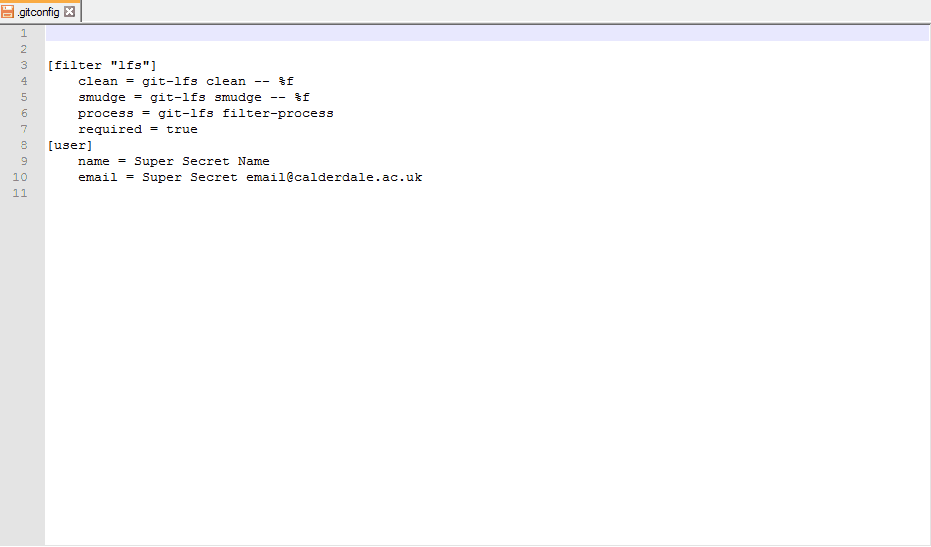 .gitconfig
1
2
3 [filter "lfs"]
4 clean = git-lfs clean -- %f
5 smudge = git-lfs smudge -- %f
6 process = git-lfs filter-process
7 required = true
8 [user]
9 name = Super Secret Name
10 email = Super Secret email@calderdale.ac.uk
11